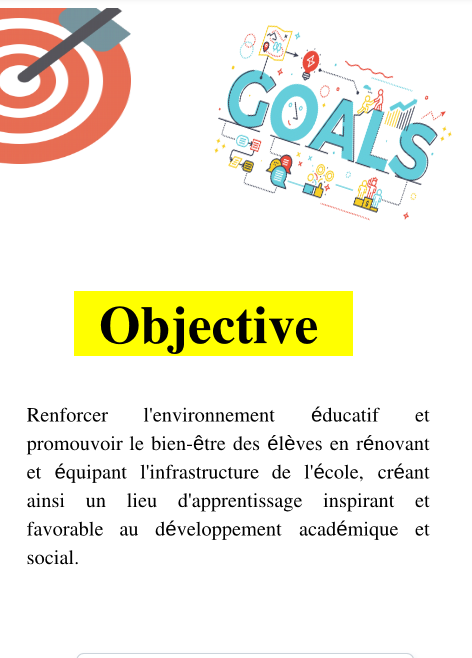 GOALS
Objective
Renforcer l'environnement éducatif et
promouvoir le bien-être des élèves en rénovant
et équipant l'infrastructure de l'école, créant
ainsi un lieu d'apprentissage inspirant et
favorable au développement académique et
social.